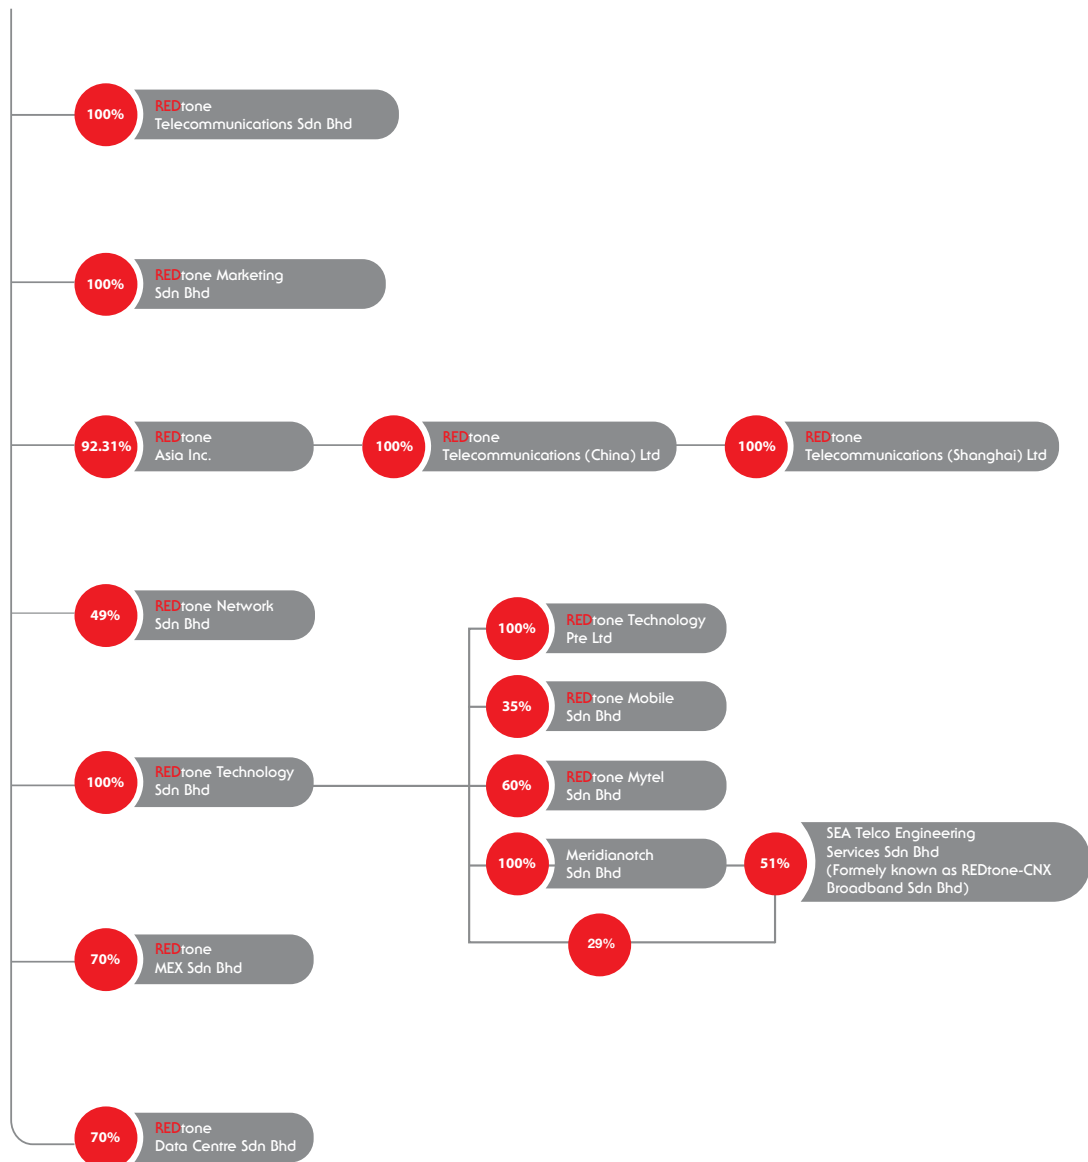 100%
REDtone
Telecommunications Sdn Bhd
100%
REDtone Marketing
Sdn Bhd
92.31%
REDtone
Asia Inc.
100%
REDtone
Telecommunications (China) Ltd
100%
REDtone
Telecommunications (Shanghai) Ltd
49%
REDtone Network
Sdn Bhd
100%
REDtone Technology
Sdn Bhd
100%
REDtone Technology
Pte Ltd
35%
REDtone Mobile
Sdn Bhd
60%
REDtone Mytel
Sdn Bhd
100%
Meridianotch
Sdn Bhd
51%
SEA Telco Engineering
Services Sdn Bhd
(Formely known as REDtone-CNX
Broadband Sdn Bhd)
29%
70%
REDtone
MEX Sdn Bhd
70%
REDtone
Data Centre Sdn Bhd